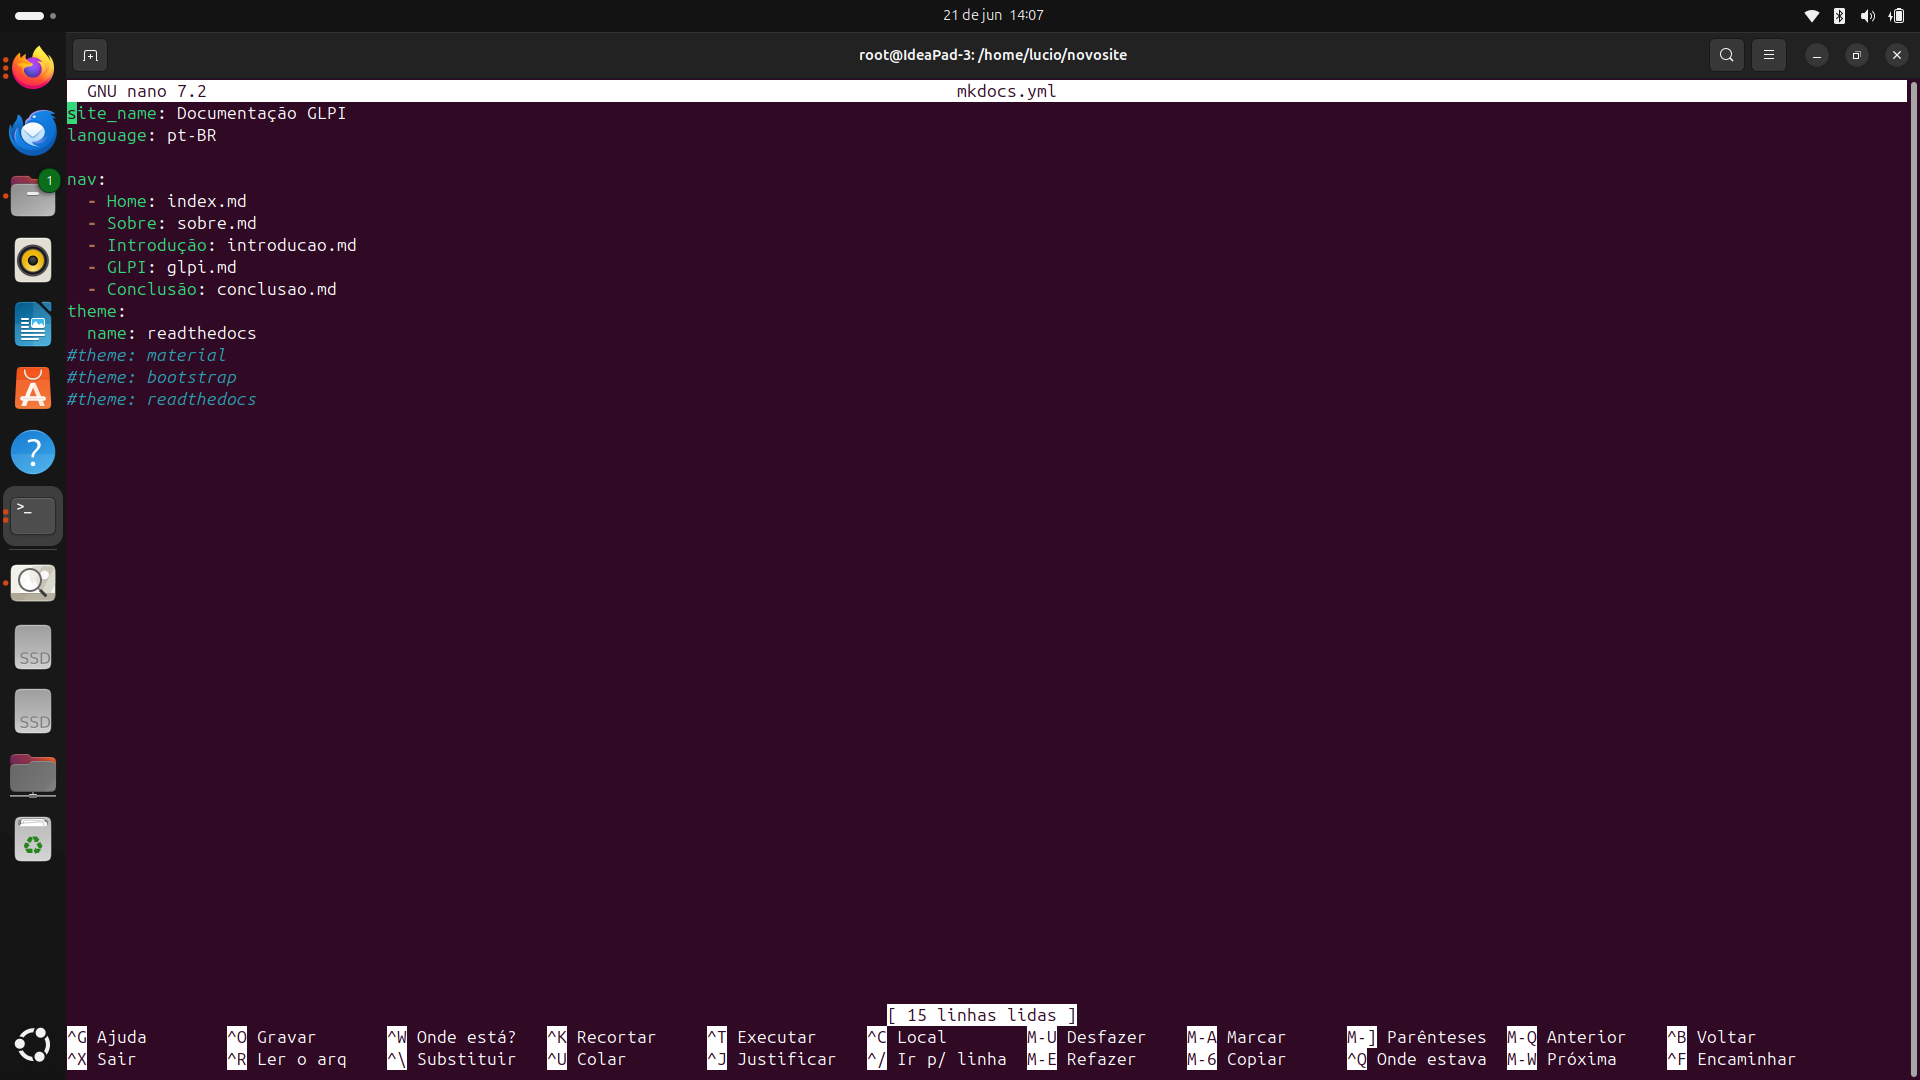 21 de jun 14:07
root@IdeaPad-3: /home/lucio/novosite
GNU nano 7.2 mkdocs.yml
site_name: Documentação GLPI
language: pt-BR
nav:
- Home: index.md
- Sobre: sobre.md
- Introdução: introducao.md
- GLPI: glpi.md
- Conclusão: conclusao.md
theme:
name: readthedocs
#theme: material
#theme: bootstrap
#theme: readthedocs
1
?
>_
SSD
SSD
[ 15 linhas lidas ]
^G Ajuda ^O Gravar ^W Onde está? ^K Recortar ^T Executar ^C Local M-U Desfazer M-A Marcar M-] Parênteses M-Q Anterior ^B Voltar
^X Sair ^R Ler o arq ^\ Substituir ^U Colar ^J Justificar ^/ Ir p/ linha M-E Refazer M-6 Copiar ^Q Onde estava M-W Próxima ^F Encaminhar